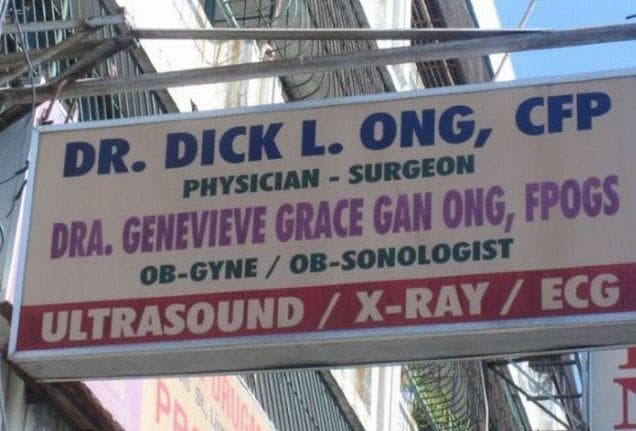 DR. DICK L. ONG, CFP
PHYSICIAN - SURGEON
DRA. GENEVIEVE GRACE GAN ONG, FPOGS
OB-GYNE / OB-SONOLOGIST
ULTRASOUND / X-RAY / ECG